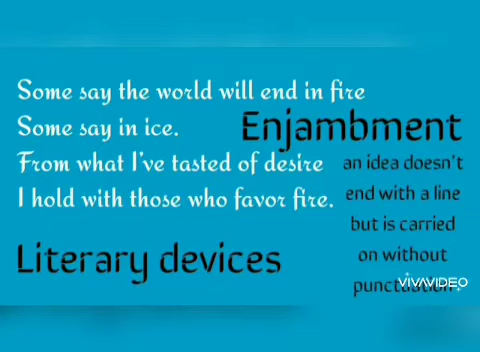 Some say the world will end in fire
Some say in ice.
From what I've tasted of desire
I hold with those who favor fire.
Enjambment
an idea doesn't
end with a line
but is carried
on without
punctuation.
Literary devices
VIVAVIDEO